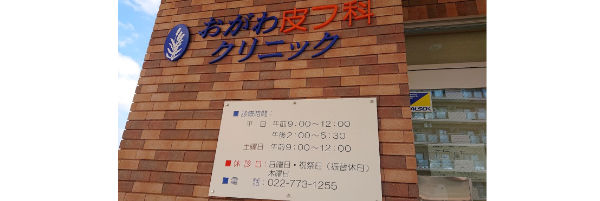 おがわ皮フ科
クリニック
■診療時間：
平　日　午前9:00～12:00
午後2:00～5:30
土曜日　午前9:00～12:00
■休診日：日曜日・祝祭日（振替休日）
木曜日
■電　話：022-773-1255
ALSOK